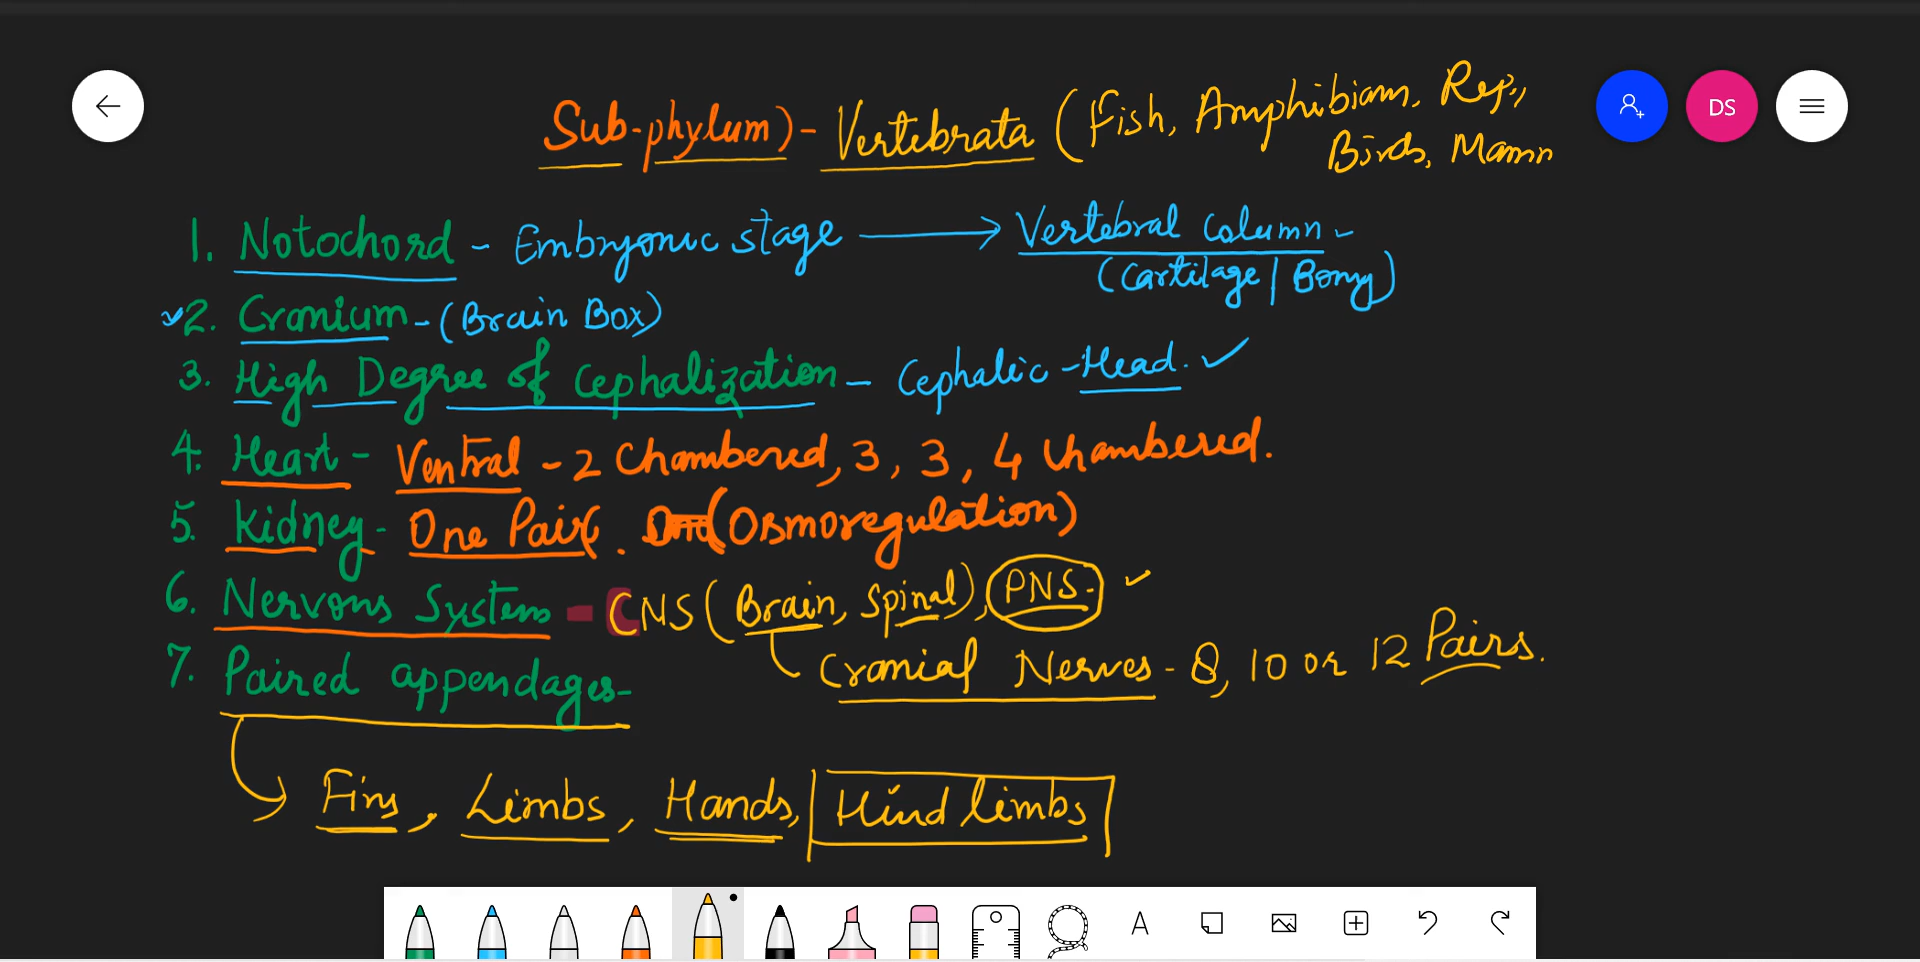 Sub-phylum) - Vertebrata (Fish, Amphibiam, Rep.,
Birds, Mamm
DS
1. Notochord - Embryonic stage → Vertebral column -
(Cartilage / Bony)
2. Cranium - (Brain Box)
3. High Degree of Cephalization - Cephalic - Head. ✓
4. Heart - Ventral - 2 Chambered, 3, 3, 4 Chambered.
5. Kidney - One Pair. (Osmoregulation)
6. Nervous System - CNS (Brain, Spinal), PNS. ✓
Cranial Nerves - 8, 10 or 12 Pairs.
7. Paired appendages -
Fins, Limbs, Hands, Hind limbs
A